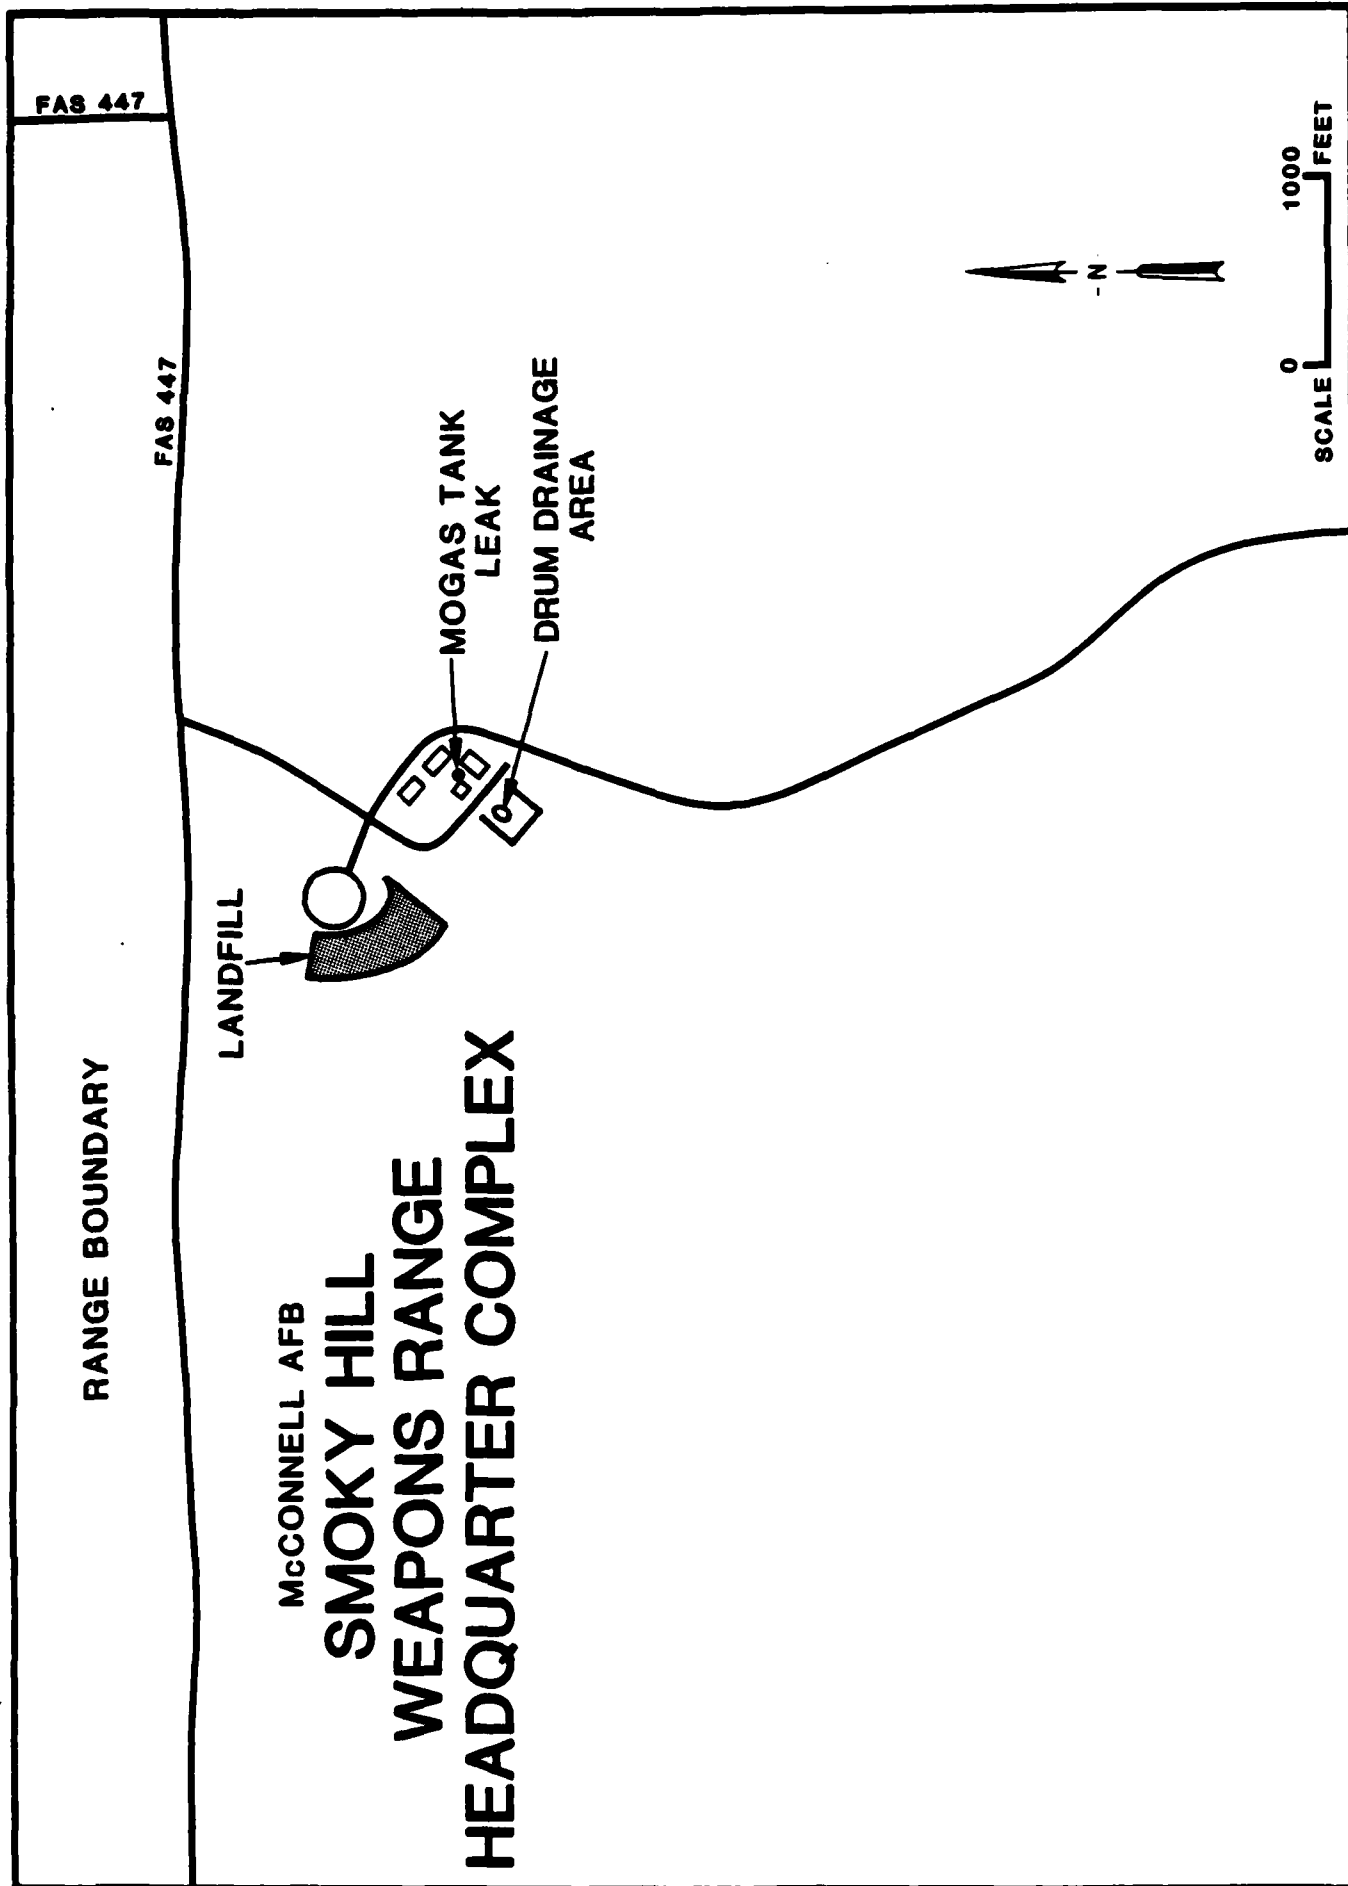 RANGE BOUNDARY
FAS 447
FAS 447
LANDFILL
McCONNELL AFB
SMOKY HILL
WEAPONS RANGE
HEADQUARTER COMPLEX
MOGAS TANK
LEAK
DRUM DRAINAGE
AREA
N
0 1000
SCALE FEET